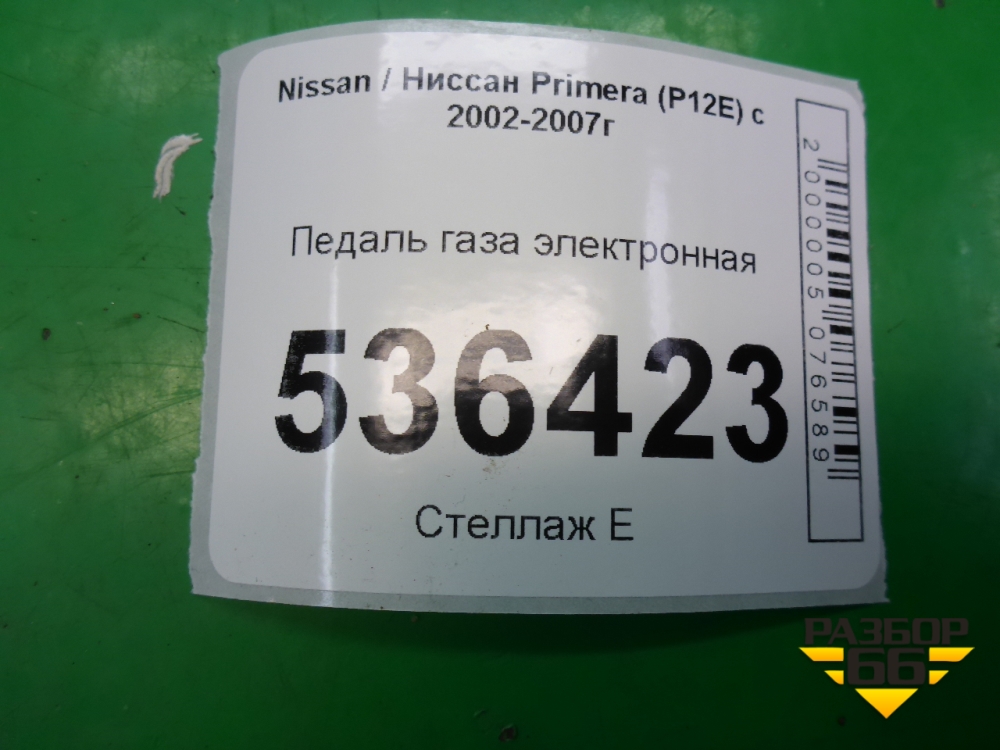 Nissan / Ниссан Primera (P12E) с
2002-2007г
Педаль газа электронная
536423
Стеллаж Е
2000005076589
РАЗБОР
66